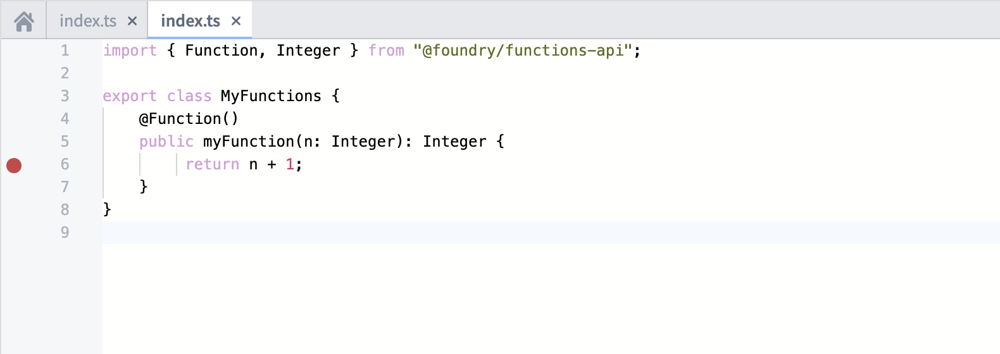 index.ts × index.ts ×
1 import { Function, Integer } from "@foundry/functions-api";
2
3 export class MyFunctions {
4     @Function()
5     public myFunction(n: Integer): Integer {
6         return n + 1;
7     }
8 }
9